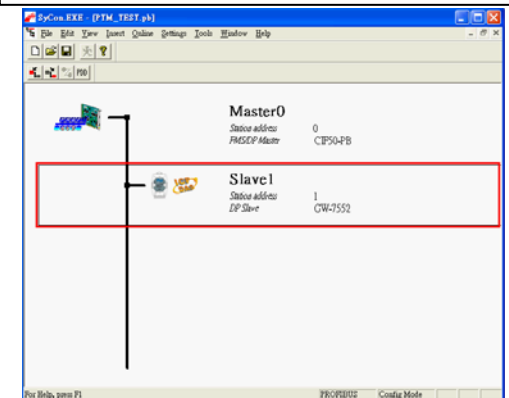 SyCon.EXE - [PTM_TEST.pb]
File Edit View Insert Online Settings Tools Window Help
Master0
Station address 0
FMS/DP Master CIF50-PB
Slave1
Station address 1
DP Slave GW-7552
For Help, press F1 PROFIBUS Config Mode